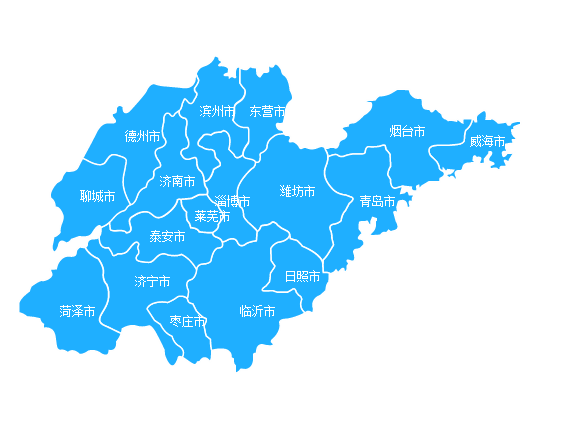 滨州市
东营市
烟台市
德州市
威海市
济南市
潍坊市
聊城市
淄博市
青岛市
莱芜市
泰安市
日照市
济宁市
菏泽市
临沂市
枣庄市